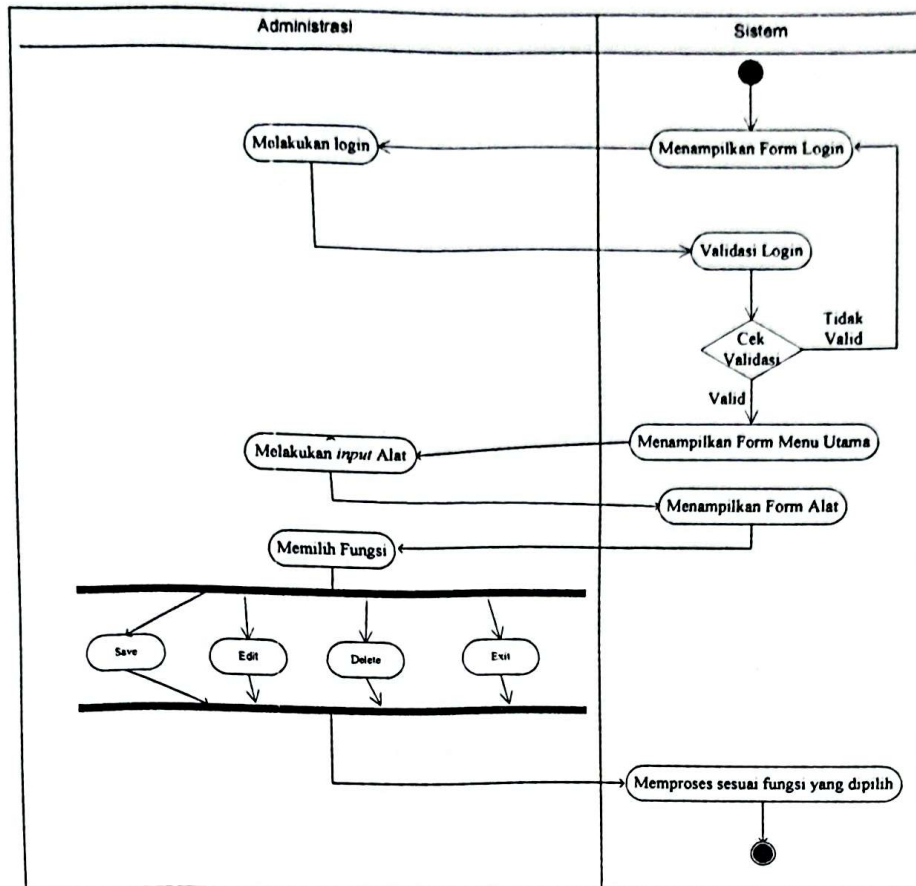 Administrasi
Sistem
Melakukan login
Menampilkan Form Login
Validasi Login
Cek
Validasi
Tidak
Valid
Valid
Melakukan input Alat
Menampilkan Form Menu Utama
Menampilkan Form Alat
Memilih Fungsi
Save
Edit
Delete
Exit
Memproses sesuai fungsi yang dipilih